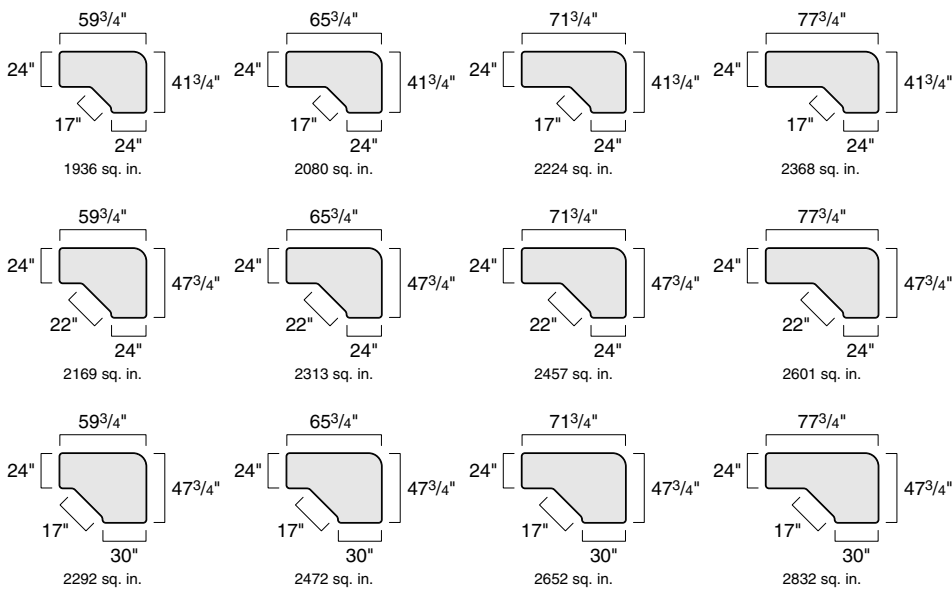 59 3/4" 65 3/4" 71 3/4" 77 3/4"
24" 41 3/4" 24" 41 3/4" 24" 41 3/4" 24" 41 3/4"
17" 17" 17" 17"
24" 24" 24" 24"
1936 sq. in. 2080 sq. in. 2224 sq. in. 2368 sq. in.
59 3/4" 65 3/4" 71 3/4" 77 3/4"
24" 47 3/4" 24" 47 3/4" 24" 47 3/4" 24" 47 3/4"
22" 22" 22" 22"
24" 24" 24" 24"
2169 sq. in. 2313 sq. in. 2457 sq. in. 2601 sq. in.
59 3/4" 65 3/4" 71 3/4" 77 3/4"
24" 47 3/4" 24" 47 3/4" 24" 47 3/4" 24" 47 3/4"
17" 17" 17" 17"
30" 30" 30" 30"
2292 sq. in. 2472 sq. in. 2652 sq. in. 2832 sq. in.